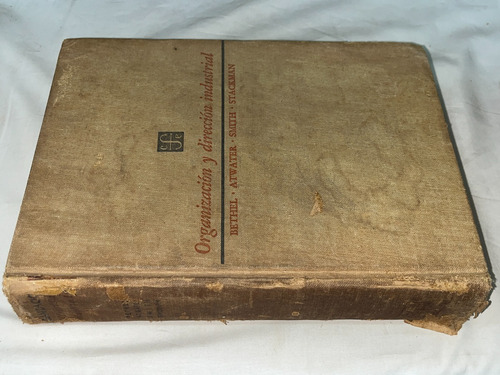 Organización y dirección industrial
BETHEL · ATWATER · SMITH · STACKMAN